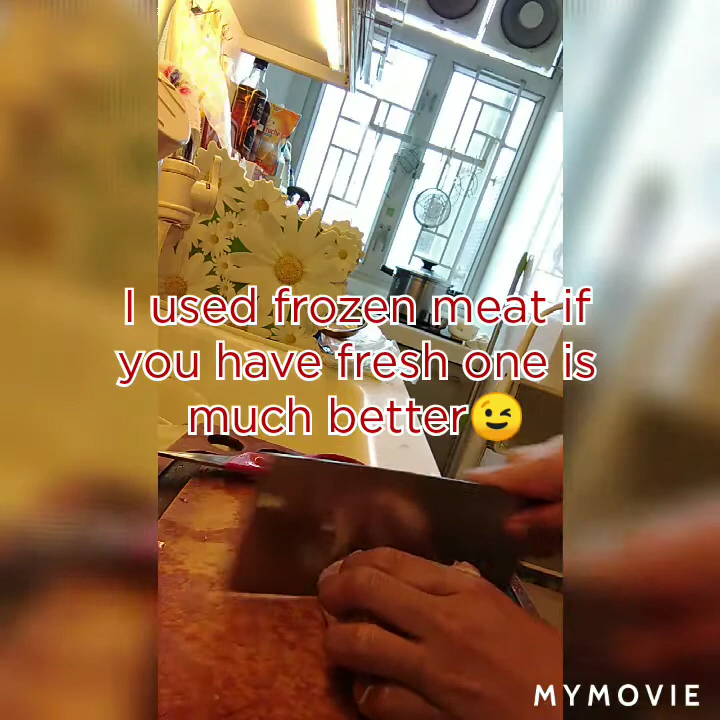 I used frozen meat if
you have fresh one is
much better😉
MYMOVIE